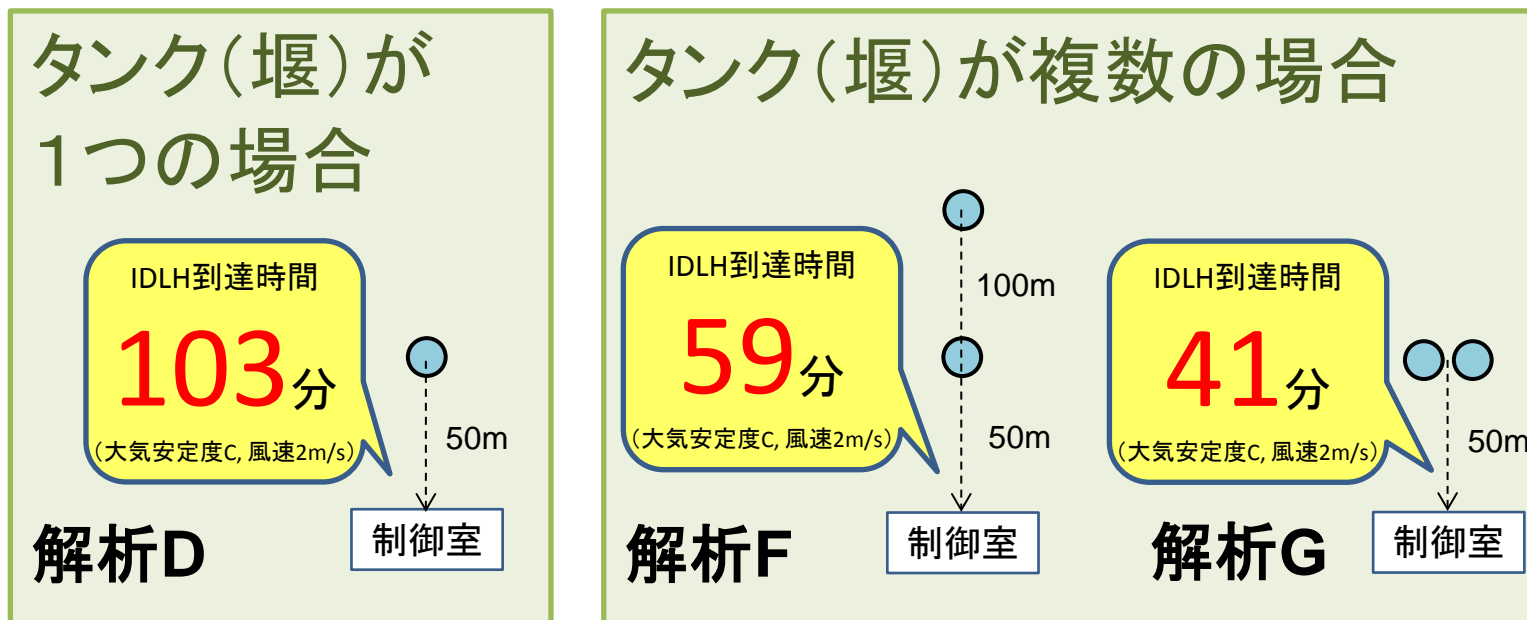 タンク（堰）が
１つの場合
IDLH到達時間
103分
（大気安定度C, 風速2m/s）
50m
制御室
解析D
タンク（堰）が複数の場合
IDLH到達時間
59分
（大気安定度C, 風速2m/s）
100m
50m
制御室
解析F
IDLH到達時間
41分
（大気安定度C, 風速2m/s）
50m
制御室
解析G